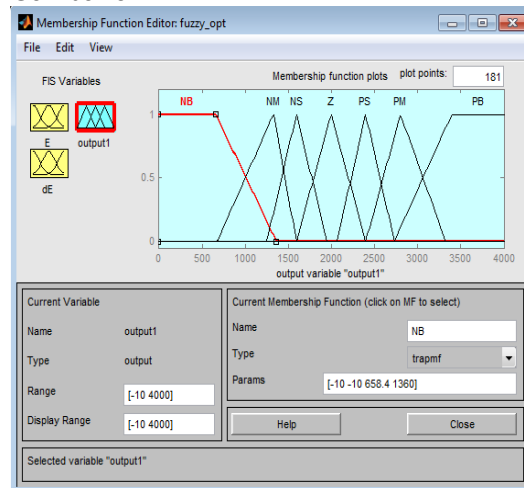 Membership Function Editor: fuzzy_opt
File Edit View
FIS Variables
E
output1
dE
Membership function plots
plot points:
181
NB NM NS Z PS PM PB
1
0.5
0
0 500 1000 1500 2000 2500 3000 3500 4000
output variable "output1"
Current Variable
Name output1
Type output
Range [-10 4000]
Display Range [-10 4000]
Current Membership Function (click on MF to select)
Name NB
Type trapmf
Params [-10 -10 658.4 1360]
Help Close
Selected variable "output1"